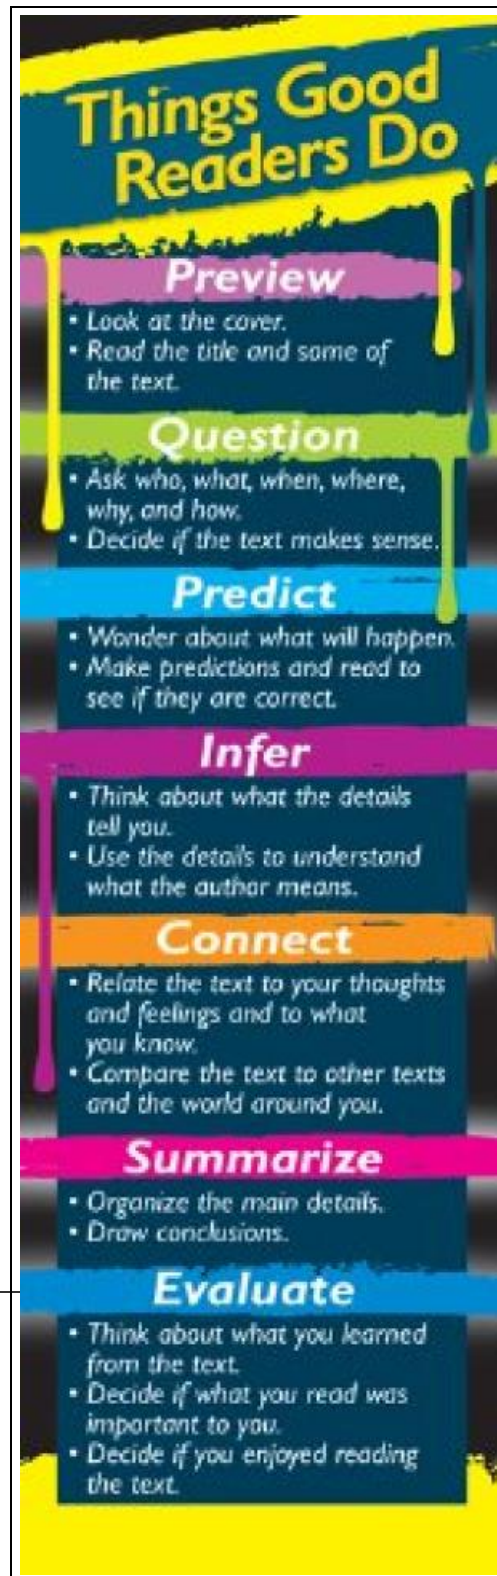 Things Good
Readers Do
Preview
• Look at the cover.
• Read the title and some of
the text.
Question
• Ask who, what, when, where,
why, and how.
• Decide if the text makes sense.
Predict
• Wonder about what will happen.
• Make predictions and read to
see if they are correct.
Infer
• Think about what the details
tell you.
• Use the details to understand
what the author means.
Connect
• Relate the text to your thoughts
and feelings and to what
you know.
• Compare the text to other texts
and the world around you.
Summarize
• Organize the main details.
• Draw conclusions.
Evaluate
• Think about what you learned
from the text.
• Decide if what you read was
important to you.
• Decide if you enjoyed reading
the text.